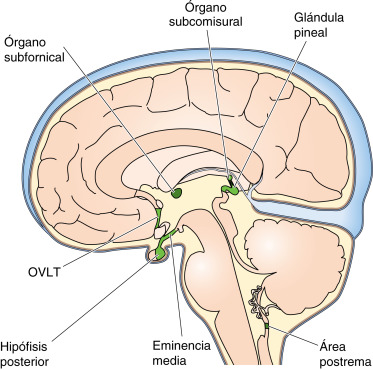 Órgano
subcomisural
Glándula
pineal
Órgano
subfornical
OVLT
Hipófisis
posterior
Eminencia
media
Área
postrema